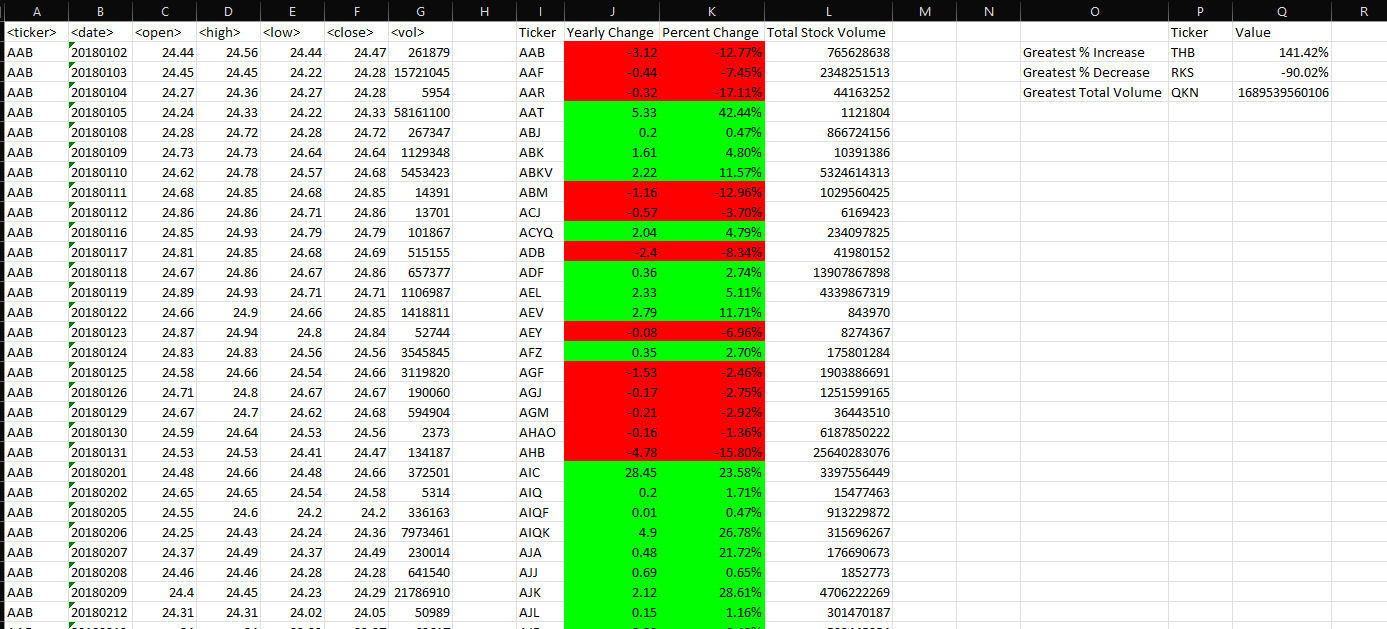 A B C D E F G H I J K L M N O P Q R
<ticker> <date> <open> <high> <low> <close> <vol> Ticker Yearly Change Percent Change Total Stock Volume Ticker Value
AAB 20180102 24.44 24.56 24.44 24.47 261879 AAB -3.12 -12.77% 765628638 Greatest % Increase THB 141.42%
AAB 20180103 24.45 24.45 24.22 24.28 15721045 AAF -0.44 -7.45% 2348251513 Greatest % Decrease RKS -90.02%
AAB 20180104 24.27 24.36 24.27 24.28 5954 AAR -0.32 -17.11% 44163252 Greatest Total Volume QKN 1689539560106
AAB 20180105 24.24 24.33 24.22 24.33 58161100 AAT 5.33 42.44% 1121804
AAB 20180108 24.28 24.72 24.28 24.72 267347 ABJ 0.2 0.47% 866724156
AAB 20180109 24.73 24.73 24.64 24.64 1129348 ABK 1.61 4.80% 10391386
AAB 20180110 24.62 24.78 24.57 24.68 5453423 ABKV 2.22 11.57% 5324614313
AAB 20180111 24.68 24.85 24.68 24.85 14391 ABM -1.16 -12.96% 1029560425
AAB 20180112 24.86 24.86 24.71 24.86 13701 ACJ -0.57 -3.70% 6169423
AAB 20180116 24.85 24.93 24.79 24.79 101867 ACYQ 2.04 4.79% 234097825
AAB 20180117 24.81 24.85 24.68 24.69 515155 ADB -2.4 -8.34% 41980152
AAB 20180118 24.67 24.86 24.67 24.86 657377 ADF 0.36 2.74% 13907867898
AAB 20180119 24.89 24.93 24.71 24.71 1106987 AEL 2.33 5.11% 4339867319
AAB 20180122 24.66 24.9 24.66 24.85 1418811 AEV 2.79 11.71% 843970
AAB 20180123 24.87 24.94 24.8 24.84 52744 AEY -0.08 -6.96% 8274367
AAB 20180124 24.83 24.83 24.56 24.56 3545845 AFZ 0.35 2.70% 175801284
AAB 20180125 24.58 24.66 24.54 24.66 3119820 AGF -1.53 -2.46% 1903886691
AAB 20180126 24.71 24.8 24.67 24.67 190060 AGJ -0.17 -2.75% 1251599165
AAB 20180129 24.67 24.7 24.62 24.68 594904 AGM -0.21 -2.92% 36443510
AAB 20180130 24.59 24.64 24.53 24.56 2373 AHAO -0.16 -1.36% 6187850222
AAB 20180131 24.53 24.53 24.41 24.47 134187 AHB -4.78 -15.80% 25640283076
AAB 20180201 24.48 24.66 24.48 24.66 372501 AIC 28.45 23.58% 3397556449
AAB 20180202 24.65 24.65 24.54 24.58 5314 AIQ 0.2 1.71% 15477463
AAB 20180205 24.55 24.6 24.2 24.2 336163 AIQF 0.01 0.47% 913229872
AAB 20180206 24.25 24.43 24.24 24.36 7973461 AIQK 4.9 26.78% 315696267
AAB 20180207 24.37 24.49 24.37 24.49 230014 AJA 0.48 21.72% 176690673
AAB 20180208 24.46 24.46 24.28 24.28 641540 AJJ 0.69 0.65% 1852773
AAB 20180209 24.4 24.45 24.23 24.29 21786910 AJK 2.12 28.61% 4706222269
AAB 20180212 24.31 24.31 24.02 24.05 50989 AJL 0.15 1.16% 301470187